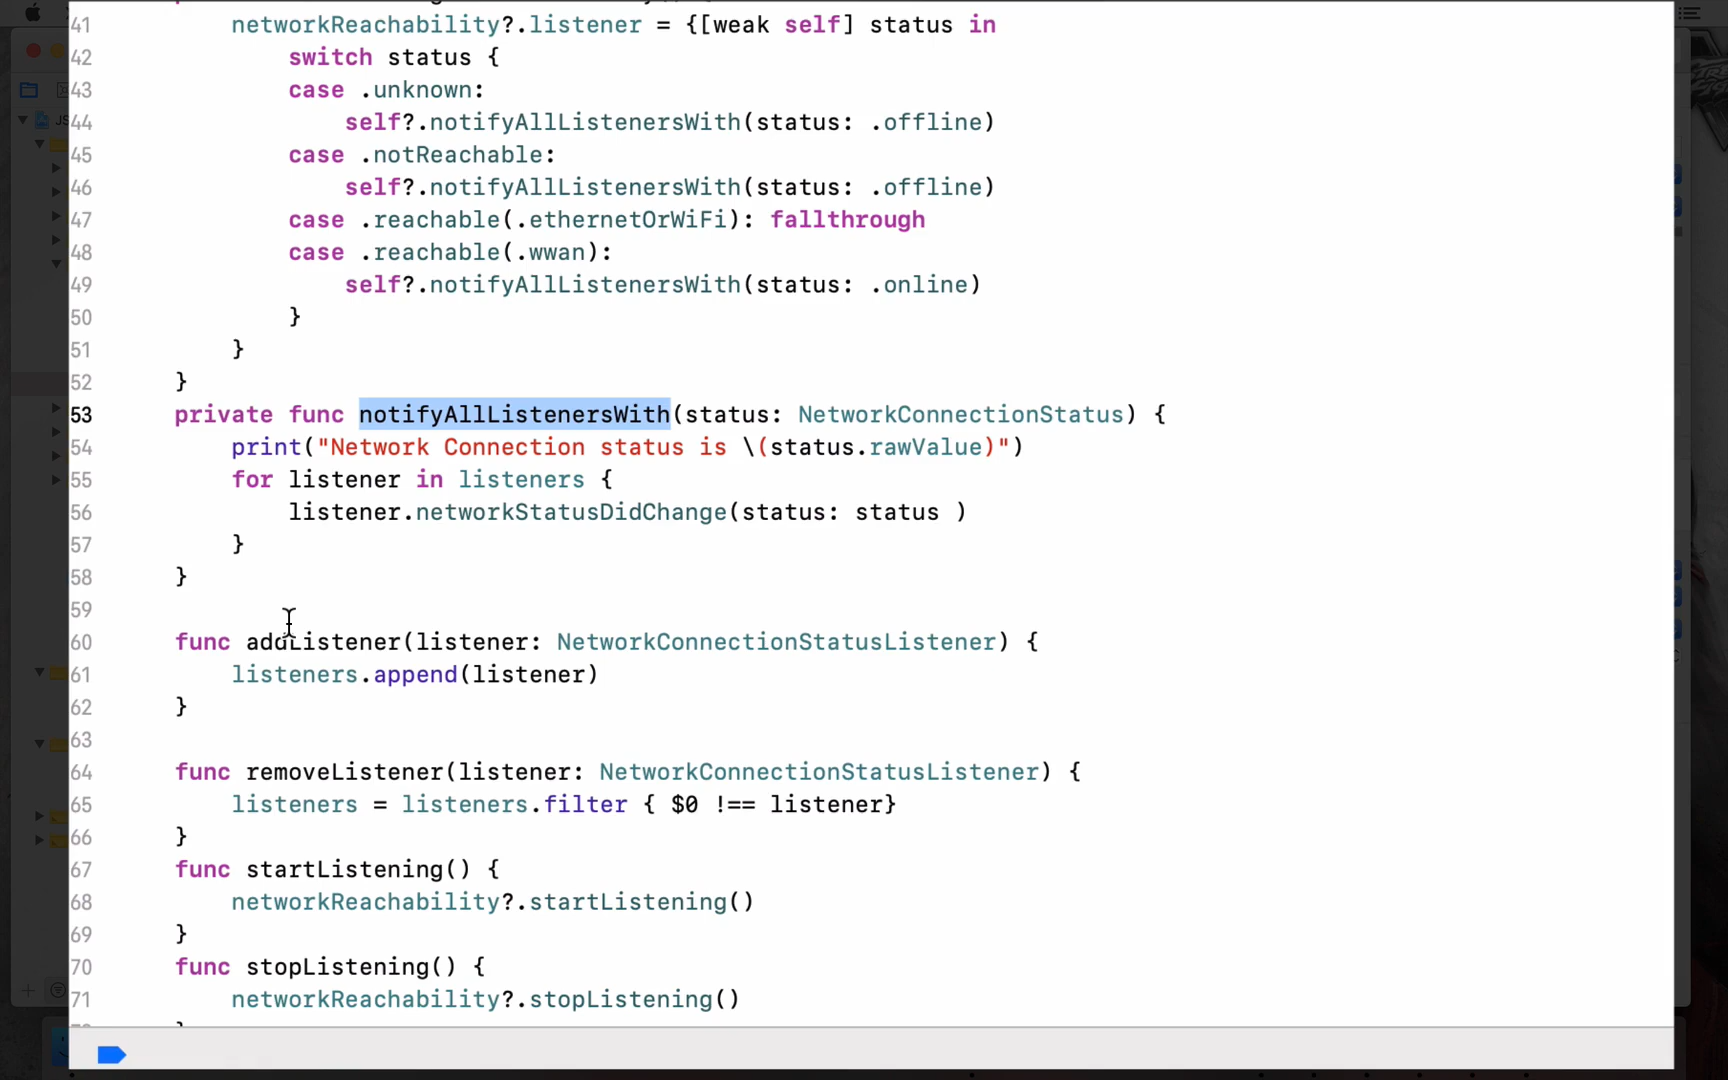 41 networkReachability?.listener = {[weak self] status in
42 switch status {
43 case .unknown:
44 self?.notifyAllListenersWith(status: .offline)
45 case .notReachable:
46 self?.notifyAllListenersWith(status: .offline)
47 case .reachable(.ethernetOrWiFi): fallthrough
48 case .reachable(.wwan):
49 self?.notifyAllListenersWith(status: .online)
50 }
51 }
52 }
53 private func notifyAllListenersWith(status: NetworkConnectionStatus) {
54 print("Network Connection status is \(status.rawValue)")
55 for listener in listeners {
56 listener.networkStatusDidChange(status: status )
57 }
58 }
59
60 func addListener(listener: NetworkConnectionStatusListener) {
61 listeners.append(listener)
62 }
63
64 func removeListener(listener: NetworkConnectionStatusListener) {
65 listeners = listeners.filter { $0 !== listener}
66 }
67 func startListening() {
68 networkReachability?.startListening()
69 }
70 func stopListening() {
71 networkReachability?.stopListening()